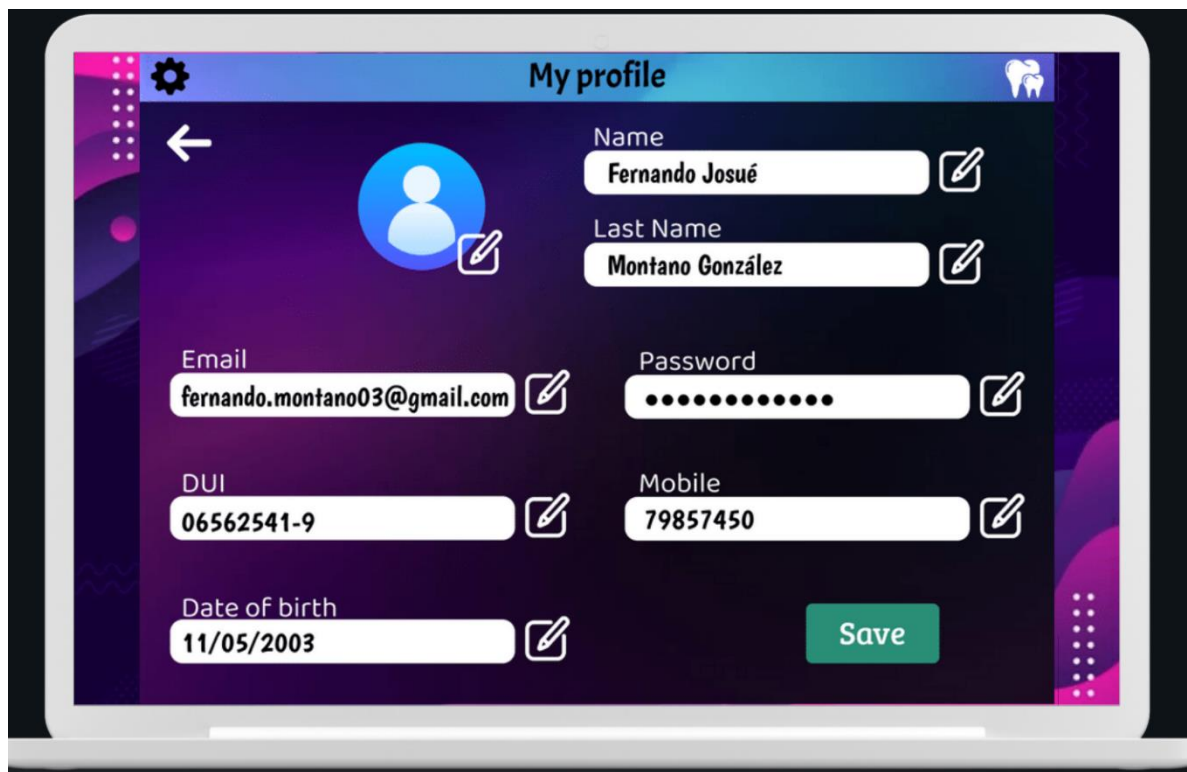 My profile
Name
Fernando Josué
Last Name
Montano González
Email
fernando.montano03@gmail.com
Password
••••••••••••
DUI
06562541-9
Mobile
79857450
Date of birth
11/05/2003
Save